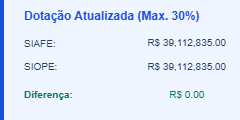 Dotação Atualizada (Max. 30%)
SIAFE: R$ 39,112,835.00
SIOPE: R$ 39,112,835.00
Diferença: R$ 0.00